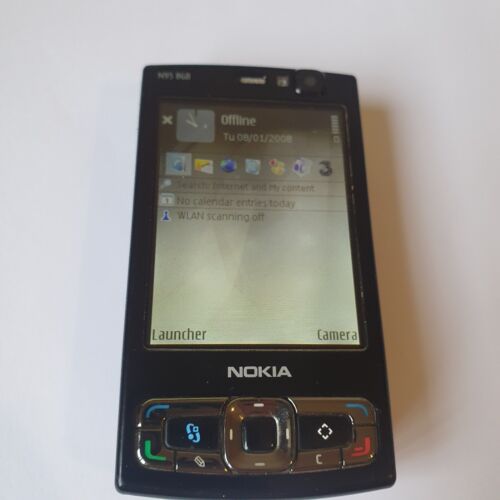 N95 8GB
Offline
Tu 08/01/2008
Search: Internet and My content
No calendar entries today
WLAN scanning off
Launcher Camera
NOKIA
C